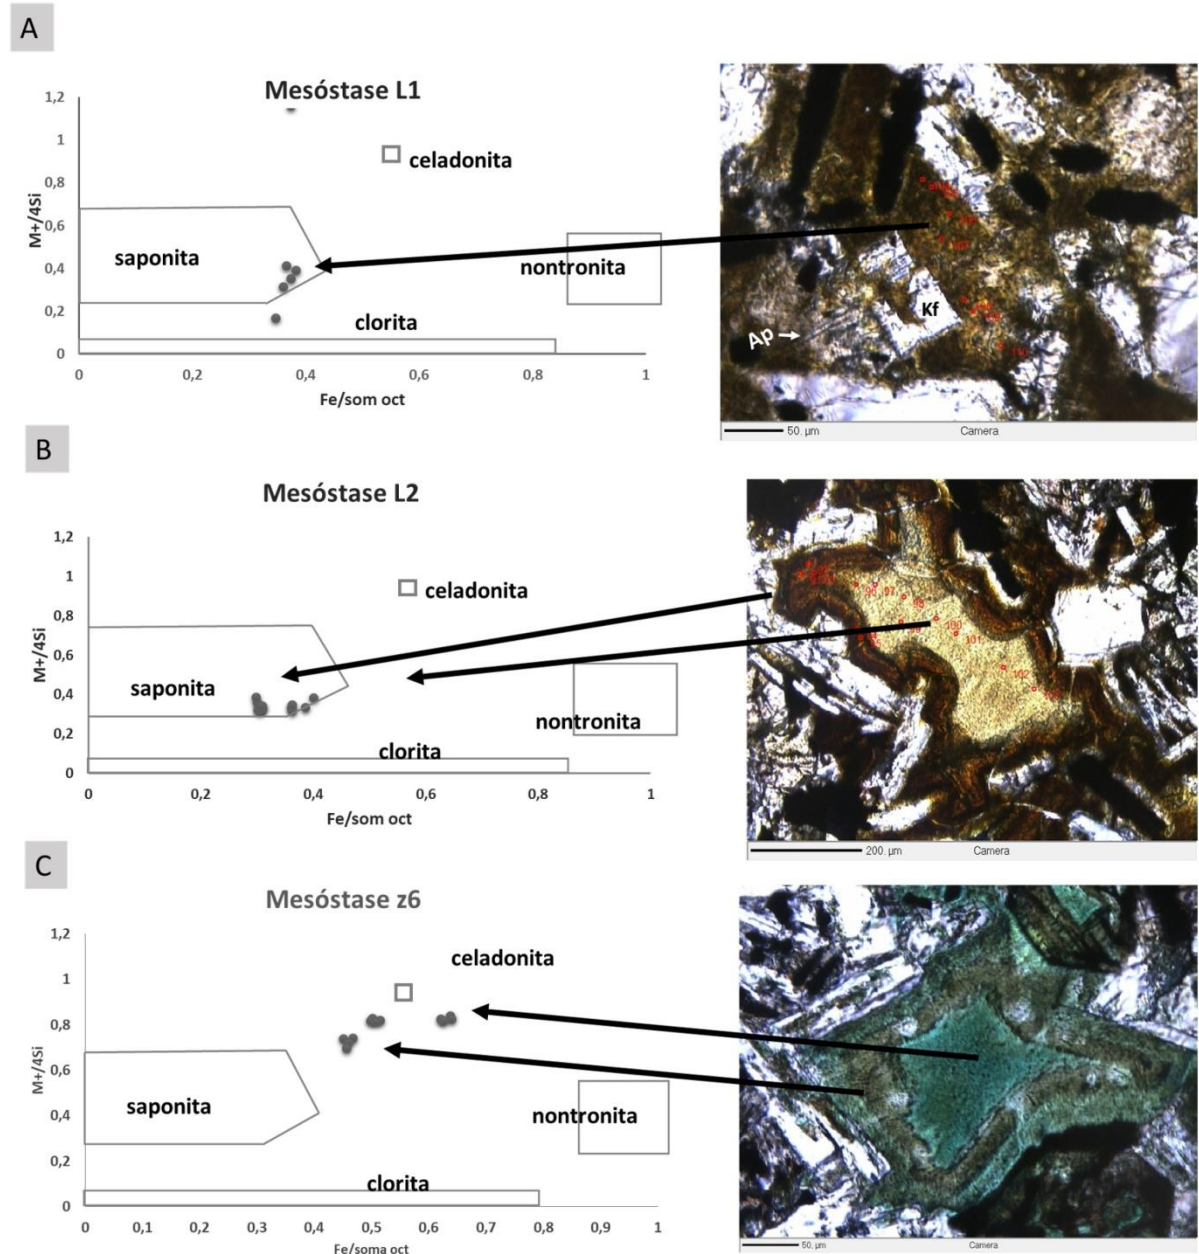 A
Mesóstase L1
1,2
1
0,8
0,6
0,4
0,2
0
M+/4Si
celadonita
saponita
nontronita
clorita
0 0,2 0,4 0,6 0,8 1
Fe/som oct
Kf
Ap
50. µm Camera
B
Mesóstase L2
1,2
1
0,8
0,6
0,4
0,2
0
M+/4Si
celadonita
saponita
nontronita
clorita
0 0,2 0,4 0,6 0,8 1
Fe/som oct
96 97
98
100
101
102
200. µm Camera
C
Mesóstase z6
1,2
1
0,8
0,6
0,4
0,2
0
M+/4Si
celadonita
saponita
nontronita
clorita
0 0,1 0,2 0,3 0,4 0,5 0,6 0,7 0,8 0,9 1
Fe/soma oct
50. µm Camera